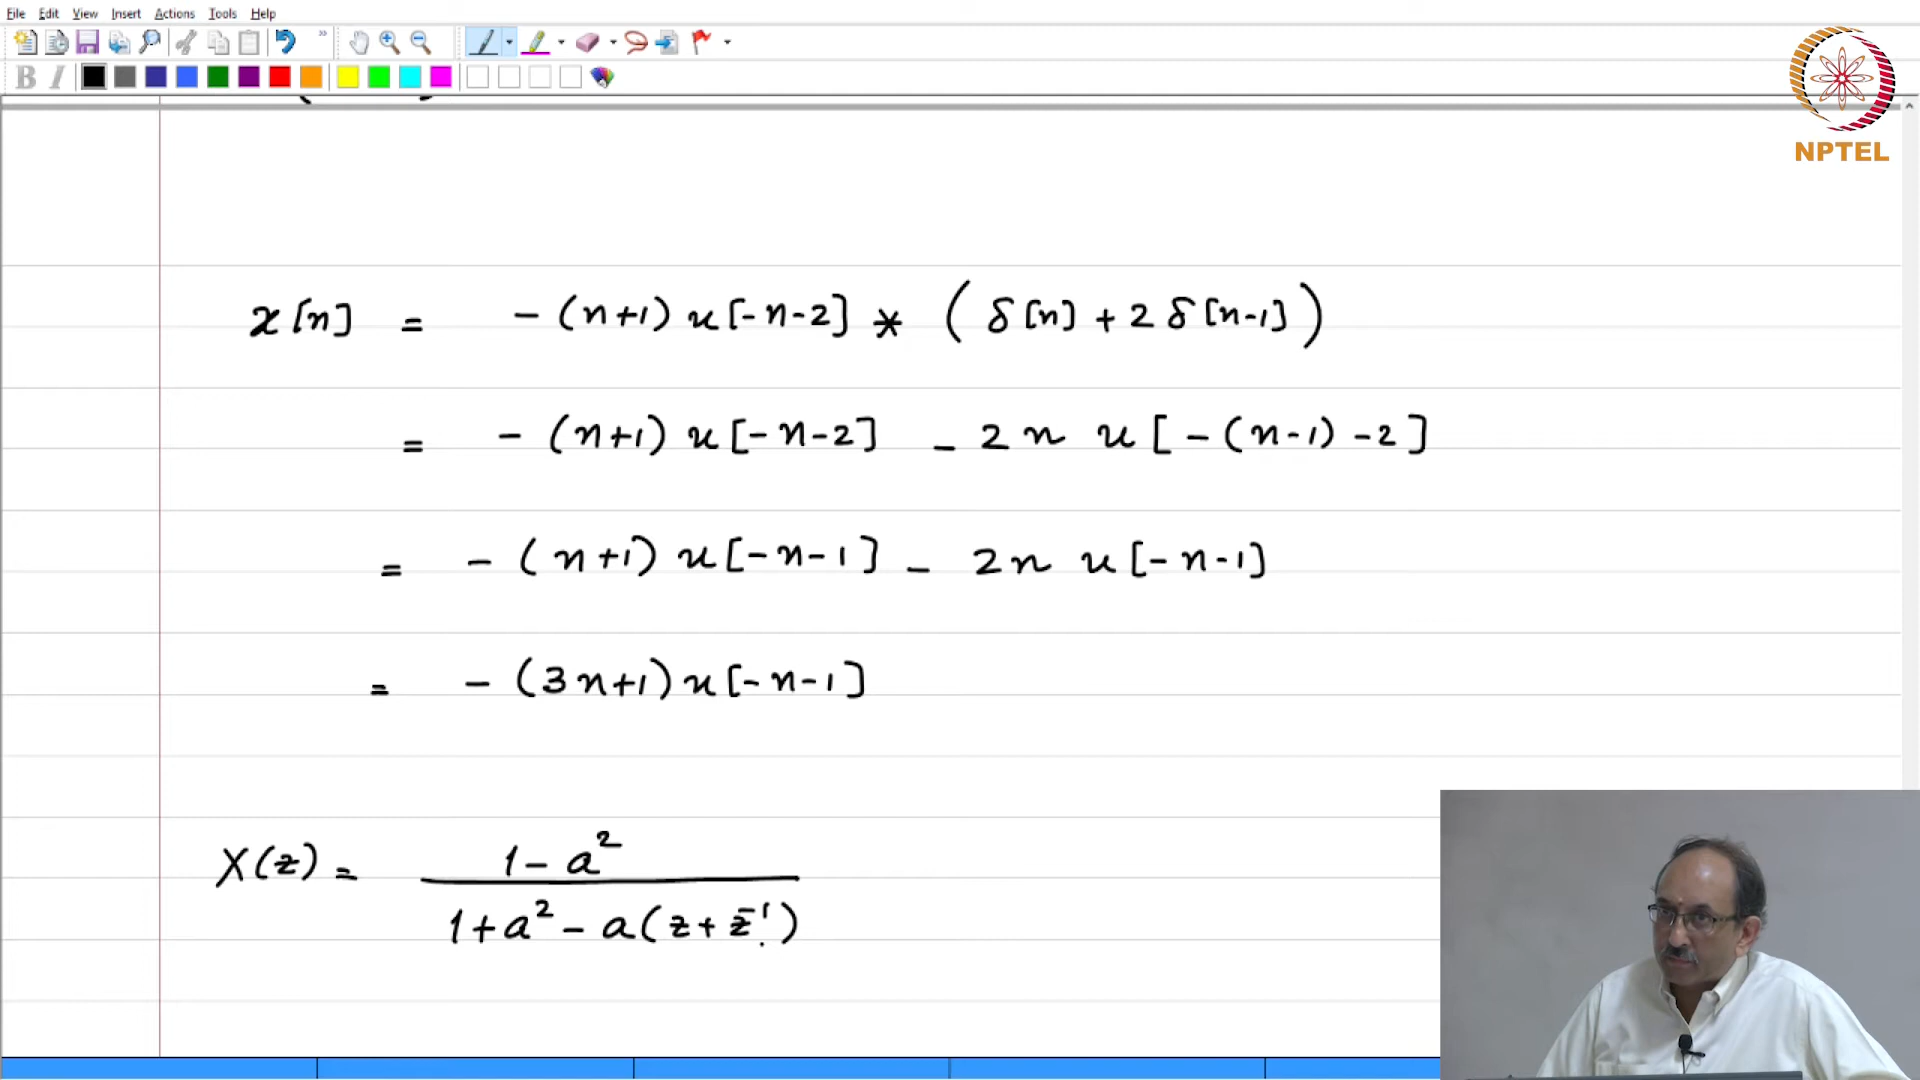 File Edit View Insert Actions Tools Help
B I
NPTEL
x[n] = -(n+1) u[-n-2] * (δ[n] + 2 δ[n-1])
= -(n+1) u[-n-2] - 2n u[-(n-1)-2]
= -(n+1) u[-n-1] - 2n u[-n-1]
= -(3n+1) u[-n-1]
X(z) = (1-a²)/(1+a²-a(z+z⁻¹))